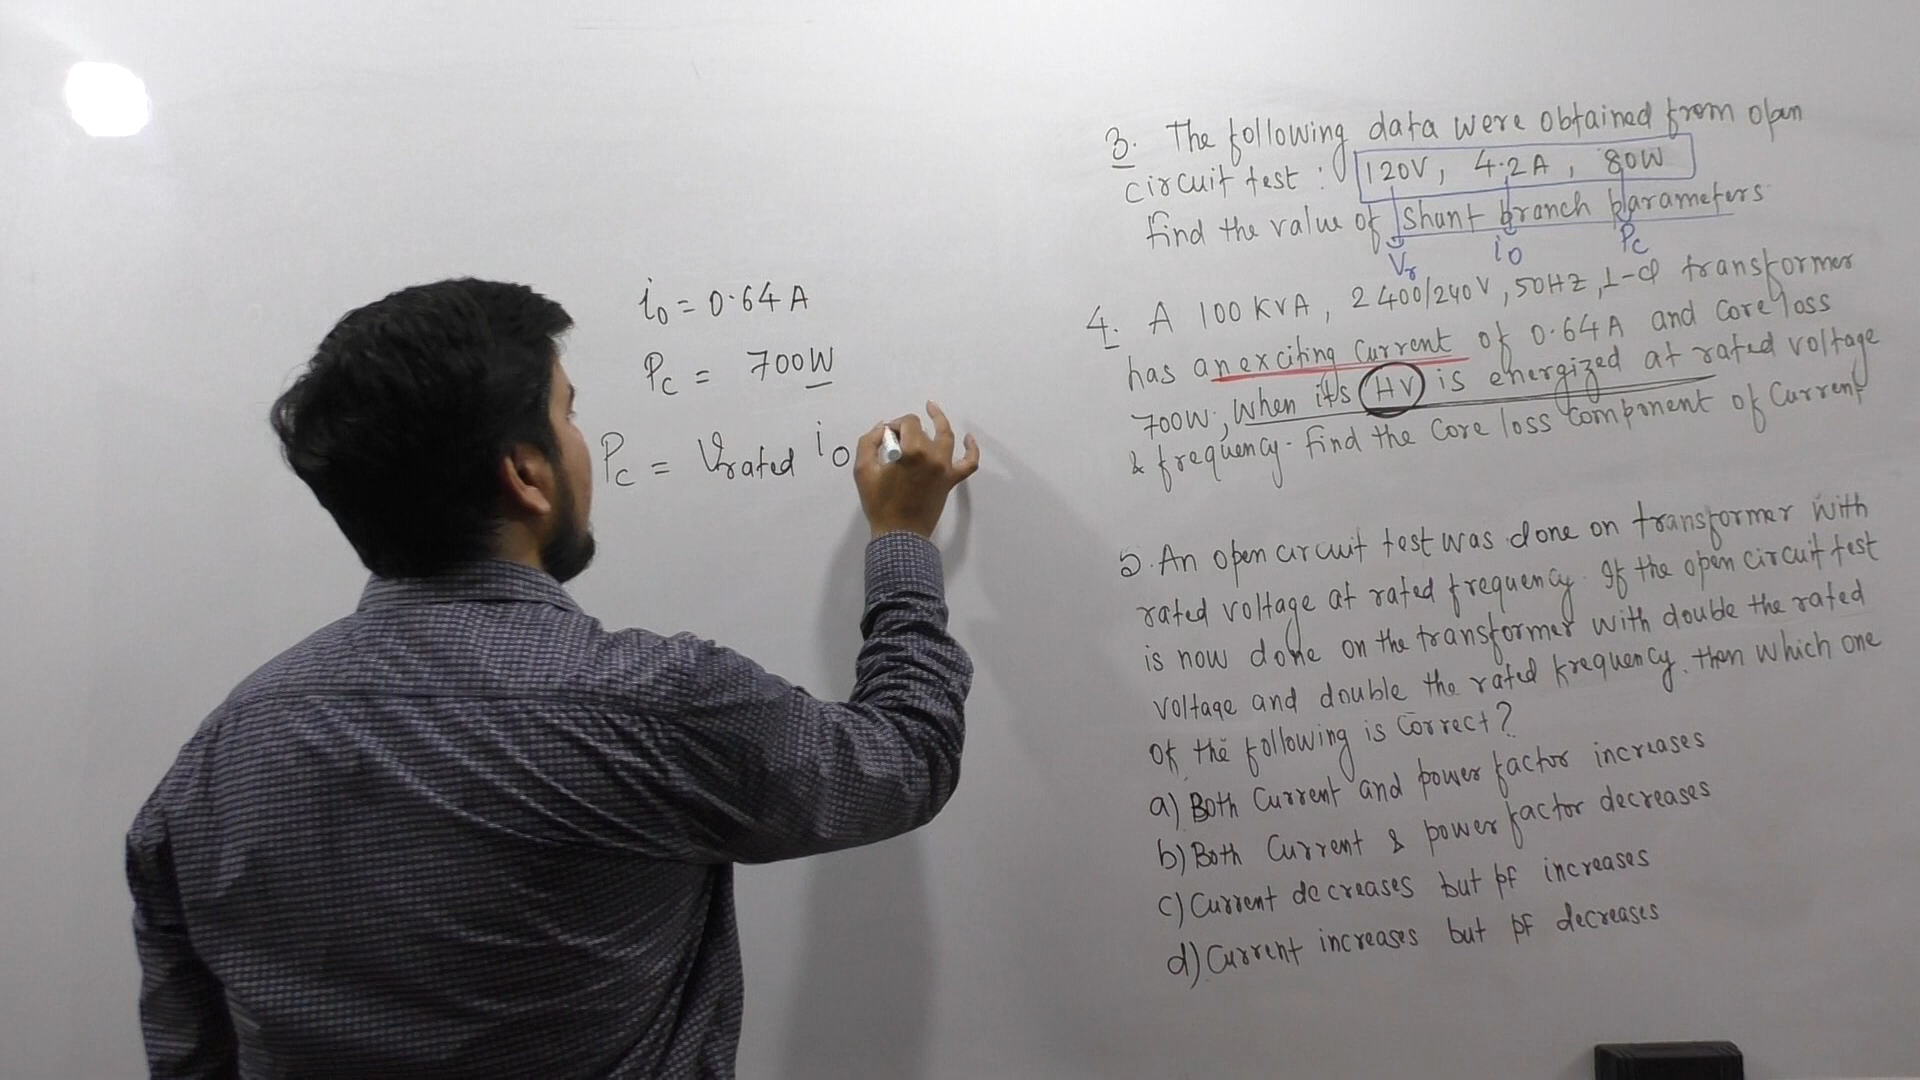 i0 = 0.64 A
Pc = 700W
Pc = Vrated i0
3. The following data were obtained from open
circuit test : 120V, 4.2A, 80W
find the value of shunt branch parameters
Vr i0 Pc
4. A 100 KVA, 2400/240V, 50HZ, 1-φ transformer
has an exciting current of 0.64A and core loss
700W, when its HV is energized at rated voltage
& frequency. find the core loss component of current
5. An open circuit test was done on transformer with
rated voltage at rated frequency. If the open circuit test
is now done on the transformer with double the rated
voltage and double the rated frequency. then which one
of the following is correct?
a) Both current and power factor increases
b) Both current & power factor decreases
c) current decreases but pf increases
d) current increases but pf decreases